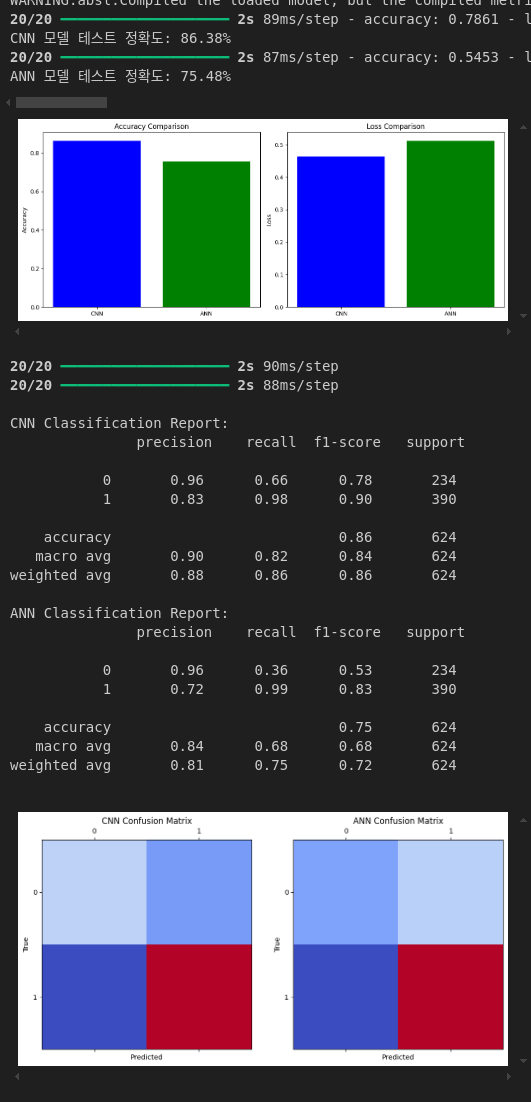 WARNING:absl:Compiled the loaded model, but the compiled metri
20/20 ━━━━━━━━━━━━━━━━━━━━ 2s 89ms/step - accuracy: 0.7861 - l
CNN 모델 테스트 정확도: 86.38%
20/20 ━━━━━━━━━━━━━━━━━━━━ 2s 87ms/step - accuracy: 0.5453 - l
ANN 모델 테스트 정확도: 75.48%
Accuracy Comparison
Accuracy
0.8
0.6
0.4
0.2
0.0
CNN ANN
Loss Comparison
Loss
0.5
0.4
0.3
0.2
0.1
0.0
CNN ANN
20/20 ━━━━━━━━━━━━━━━━━━━━ 2s 90ms/step
20/20 ━━━━━━━━━━━━━━━━━━━━ 2s 88ms/step
CNN Classification Report:
precision recall f1-score support
0 0.96 0.66 0.78 234
1 0.83 0.98 0.90 390
accuracy 0.86 624
macro avg 0.90 0.82 0.84 624
weighted avg 0.88 0.86 0.86 624
ANN Classification Report:
precision recall f1-score support
0 0.96 0.36 0.53 234
1 0.72 0.99 0.83 390
accuracy 0.75 624
macro avg 0.84 0.68 0.68 624
weighted avg 0.81 0.75 0.72 624
CNN Confusion Matrix
0 1
0
True
1
Predicted
ANN Confusion Matrix
0 1
0
True
1
Predicted